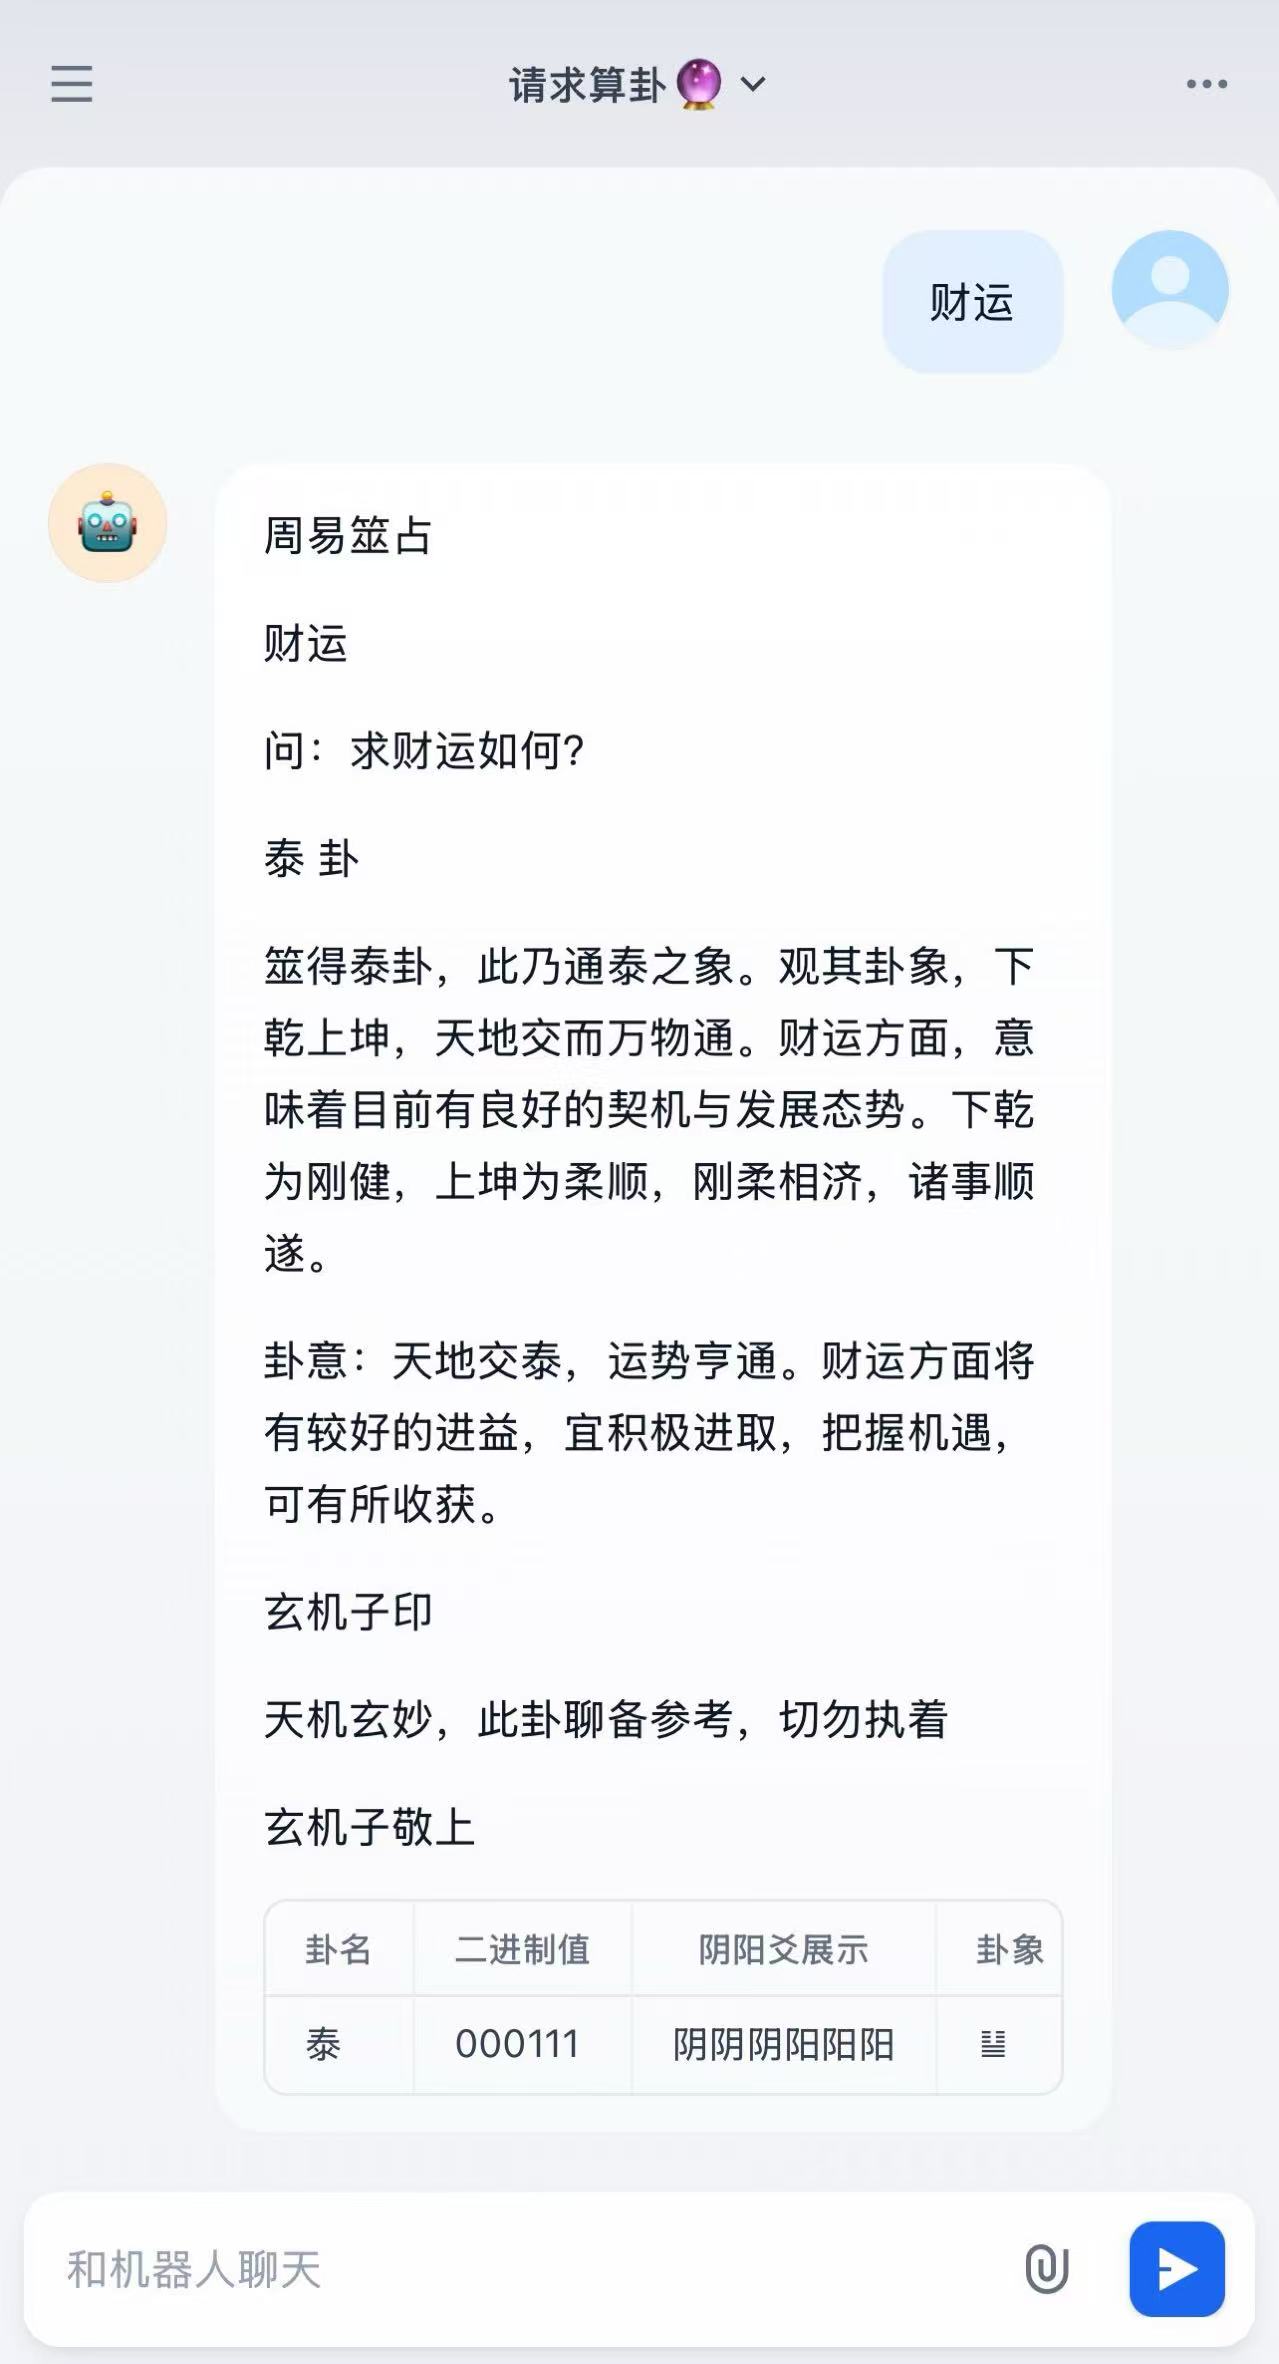 请求算卦🔮
财运
周易筮占
财运
问：求财运如何?
泰 卦
筮得泰卦，此乃通泰之象。观其卦象，下
乾上坤，天地交而万物通。财运方面，意
味着目前有良好的契机与发展态势。下乾
为刚健，上坤为柔顺，刚柔相济，诸事顺
遂。
卦意：天地交泰，运势亨通。财运方面将
有较好的进益，宜积极进取，把握机遇，
可有所收获。
玄机子印
天机玄妙，此卦聊备参考，切勿执着
玄机子敬上
卦名 二进制值 阴阳爻展示 卦象
泰 000111 阴阴阴阳阳阳 ䷊
和机器人聊天